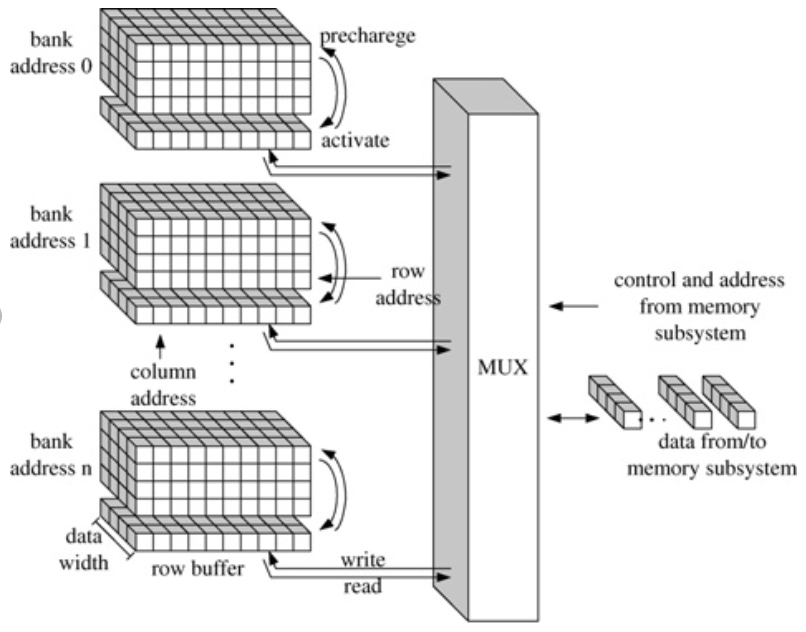 bank
address 0
precharege
activate
bank
address 1
row
address
column
address
bank
address n
data
width
row buffer
write
read
MUX
control and address
from memory
subsystem
data from/to
memory subsystem